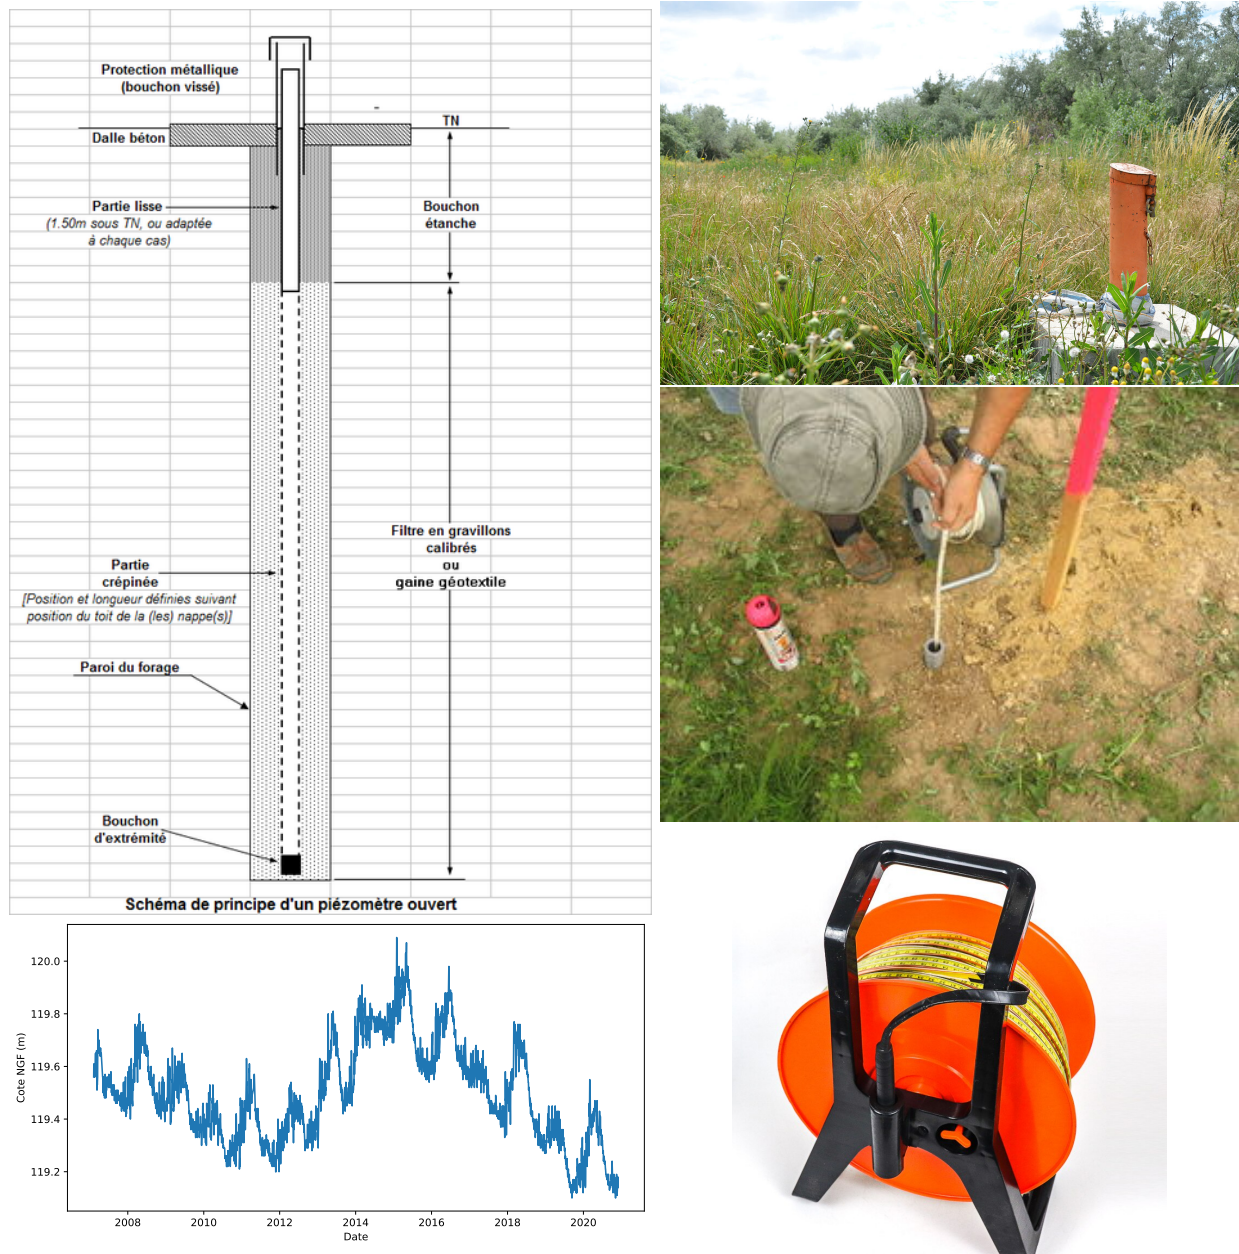 Protection métallique
(bouchon vissé)
TN
Dalle béton
Partie lisse
(1.50m sous TN, ou adaptée
à chaque cas)
Bouchon
étanche
Filtre en gravillons
calibrés
ou
gaine géotextile
Partie
crépinée
[Position et longueur définies suivant
position du toit de la (les) nappe(s)]
Paroi du forage
Bouchon
d'extrémité
Schéma de principe d'un piézomètre ouvert
120.0
119.8
119.6
119.4
119.2
Cote NGF (m)
2008 2010 2012 2014 2016 2018 2020
Date